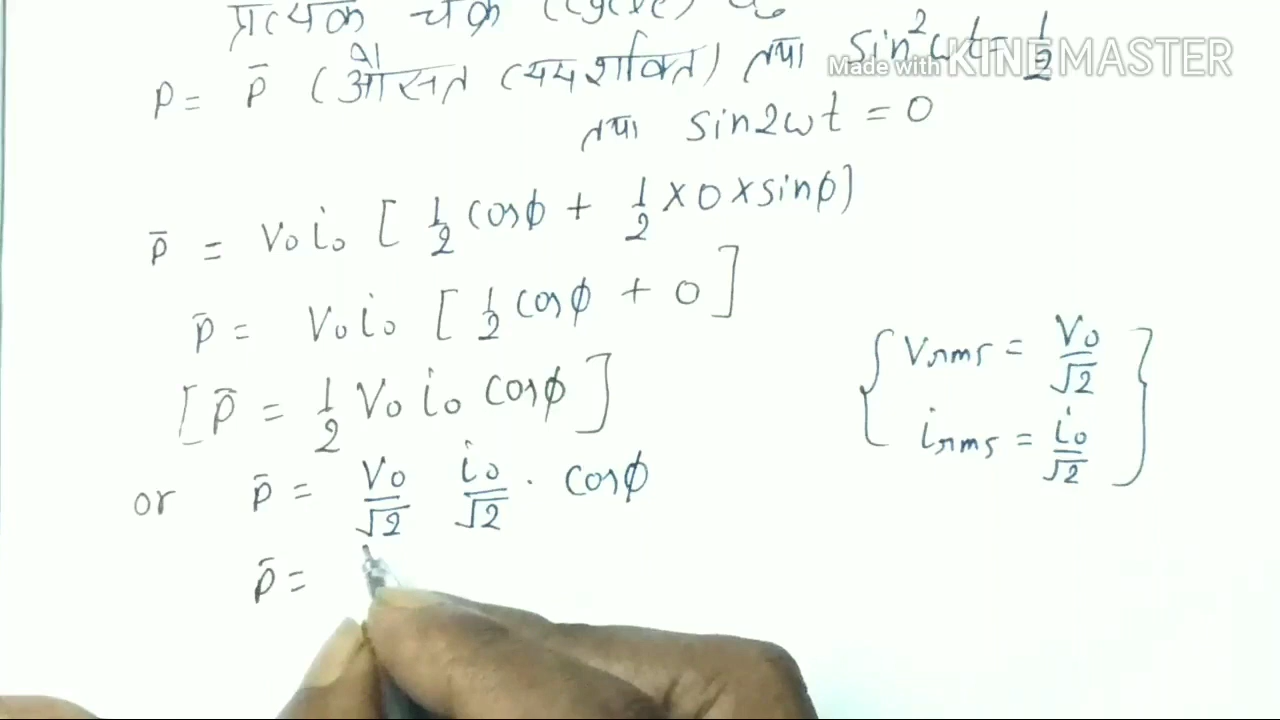 प्रत्येक चक्र (cycle) के
P = P̄ (औसत व्ययशक्ति) तथा sin²ωt = 1/2
Made with KINEMASTER
तथा sin2ωt = 0
P̄ = V₀i₀ [ 1/2 cosϕ + 1/2 × 0 × sinϕ)
P̄ = V₀i₀ [ 1/2 cosϕ + 0 ]
[ P̄ = 1/2 V₀ i₀ cosϕ ]
{ Vrms = V₀/√2
irms = i₀/√2 }
or P̄ = V₀/√2 i₀/√2 · cosϕ
P̄ =